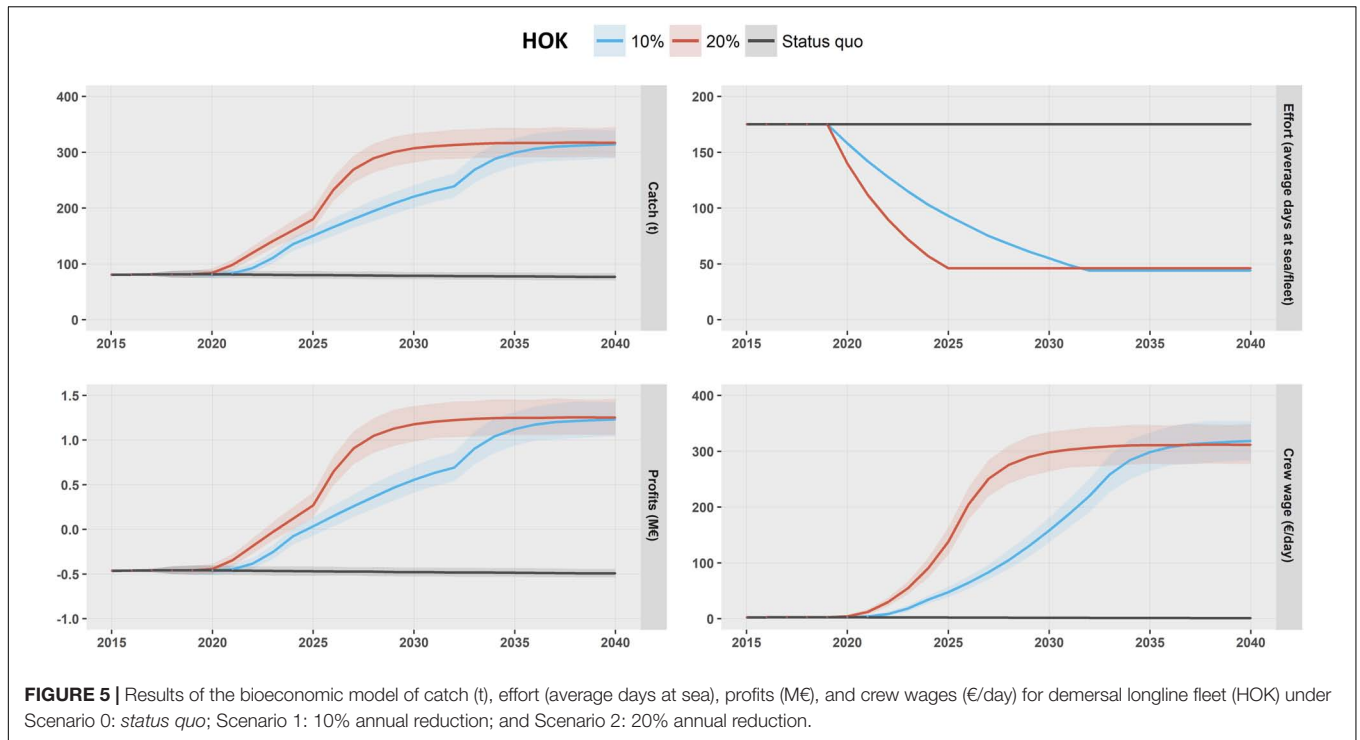 HOK 10% 20% Status quo
400
300
200
100
0
2015 2020 2025 2030 2035 2040
Catch (t)
200
150
100
50
0
2015 2020 2025 2030 2035 2040
Effort (average days at sea/fleet)
1.5
1.0
0.5
0.0
-0.5
-1.0
2015 2020 2025 2030 2035 2040
Profits (M€)
400
300
200
100
0
2015 2020 2025 2030 2035 2040
Crew wage (€/day)
FIGURE 5 | Results of the bioeconomic model of catch (t), effort (average days at sea), profits (M€), and crew wages (€/day) for demersal longline fleet (HOK) under
Scenario 0: status quo; Scenario 1: 10% annual reduction; and Scenario 2: 20% annual reduction.